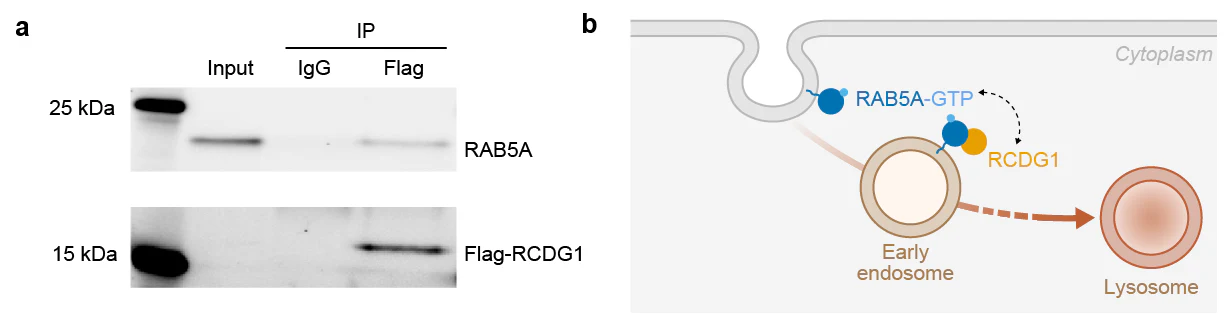 a
IP
Input IgG Flag
25 kDa
RAB5A
15 kDa
Flag-RCDG1
b
Cytoplasm
RAB5A-GTP
RCDG1
Early
endosome
Lysosome